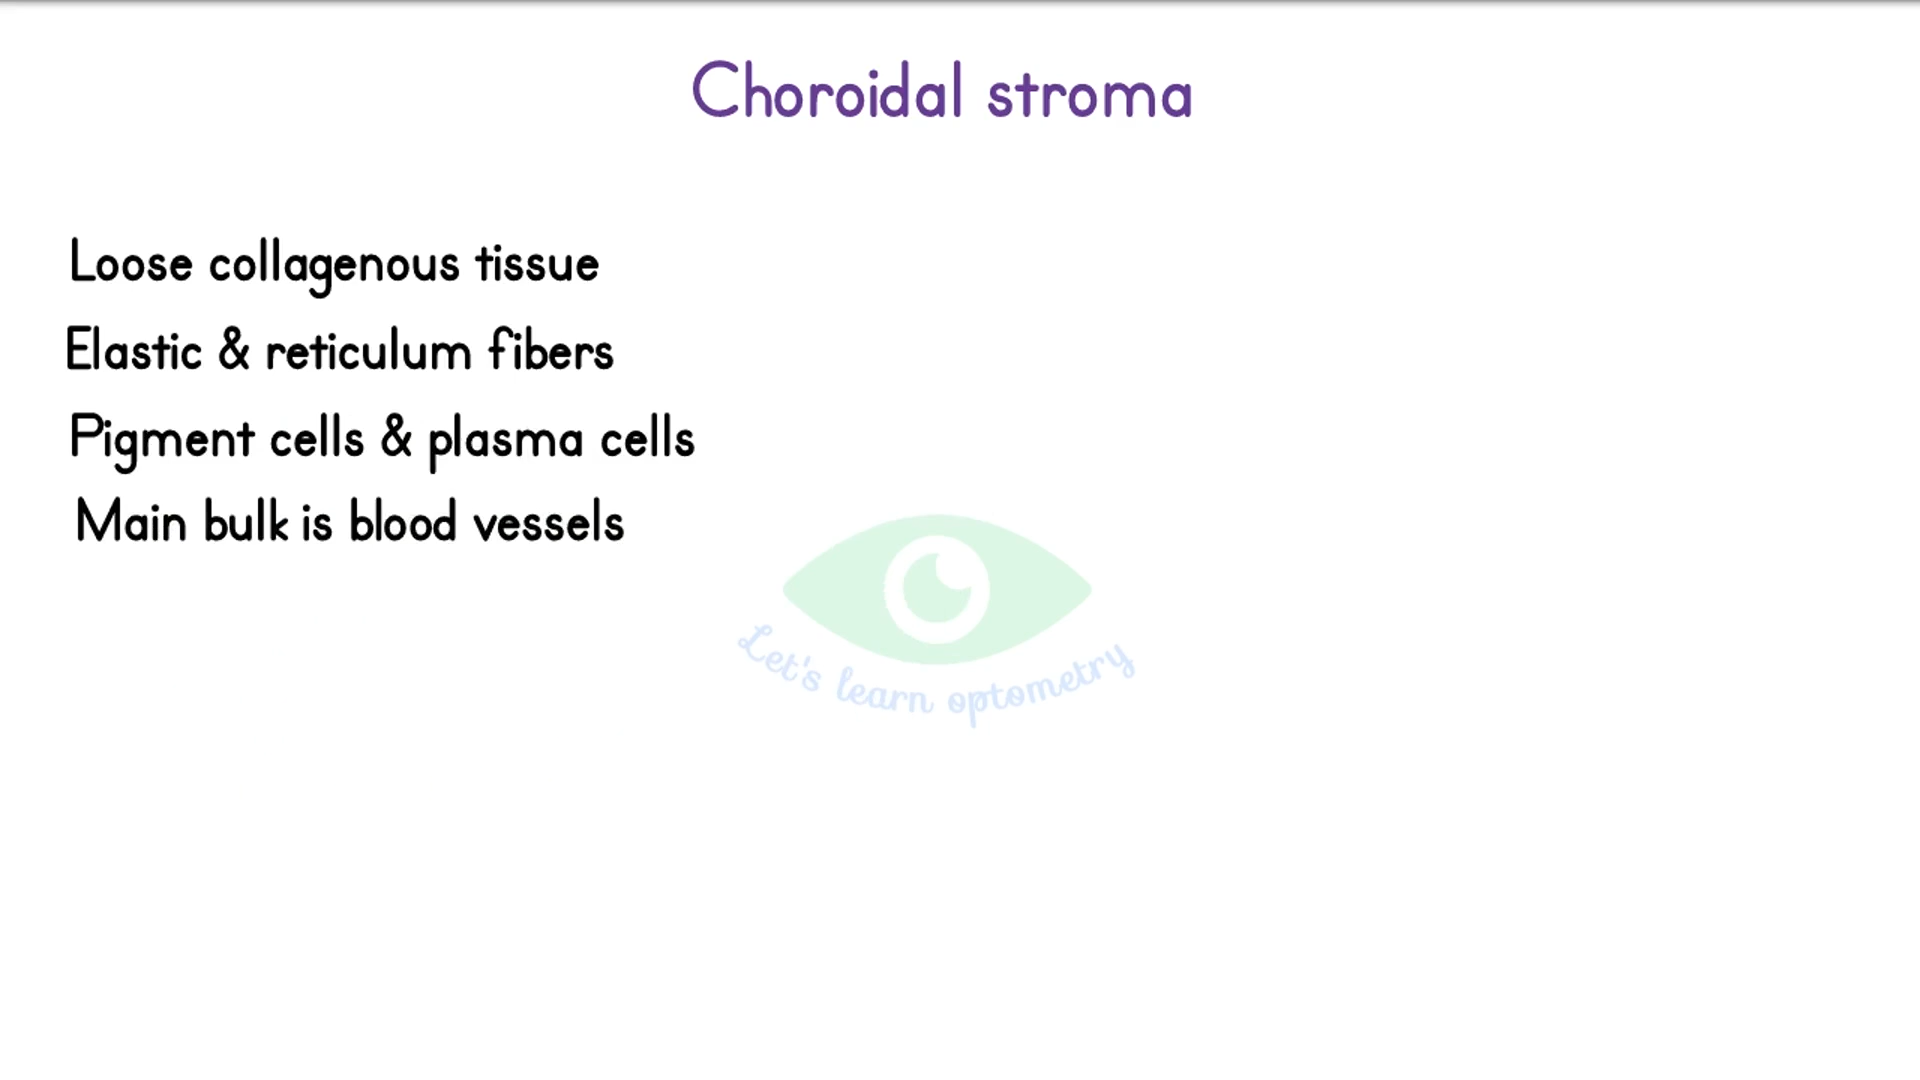 Choroidal stroma
Loose collagenous tissue
Elastic & reticulum fibers
Pigment cells & plasma cells
Main bulk is blood vessels
Let's learn optometry